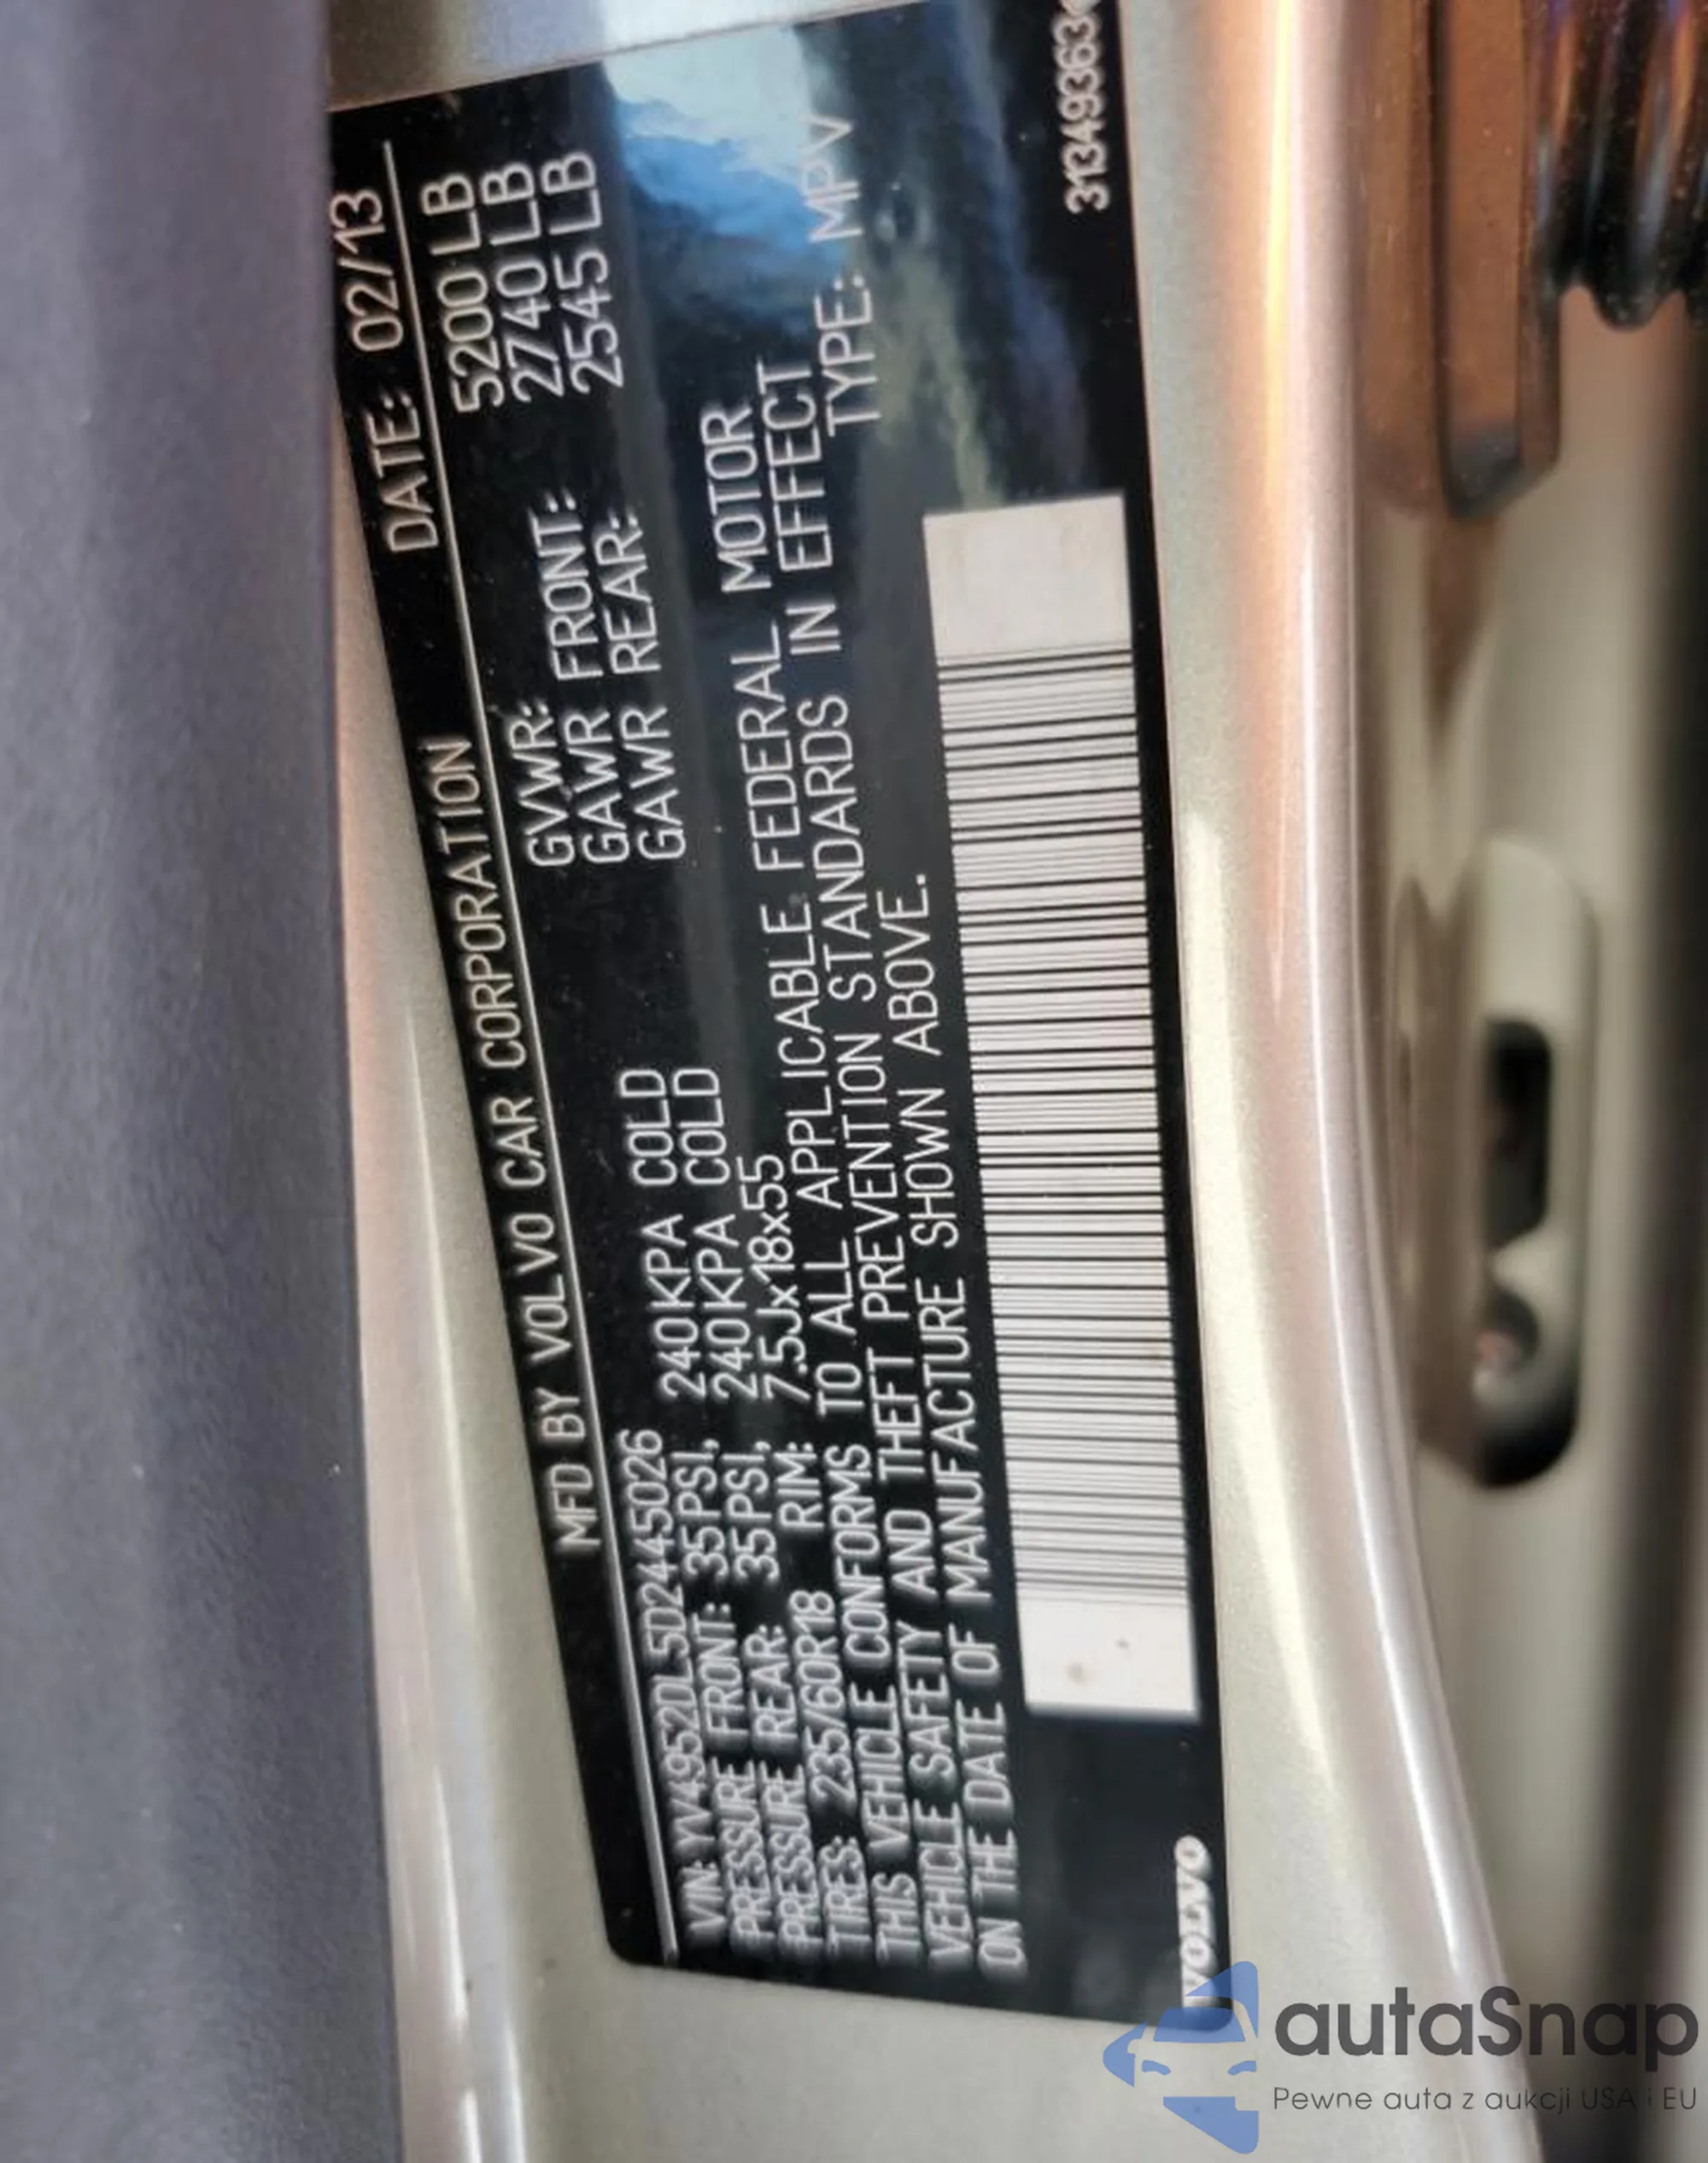 MFD BY VOLVO CAR CORPORATION DATE: 02/13
VIN: YV4952DL5D2445026 GVWR: 5200 LB
PRESSURE FRONT: 35PSI, 240KPA COLD GAWR FRONT: 2740 LB
PRESSURE REAR: 35PSI, 240KPA COLD GAWR REAR: 2545 LB
TIRES: 235/60R18 RIM: 7.5Jx18x55
THIS VEHICLE CONFORMS TO ALL APPLICABLE FEDERAL MOTOR
VEHICLE SAFETY AND THEFT PREVENTION STANDARDS IN EFFECT
ON THE DATE OF MANUFACTURE SHOWN ABOVE. TYPE: MPV
VOLVO
autaSnap
Pewne auta z aukcji USA i EU